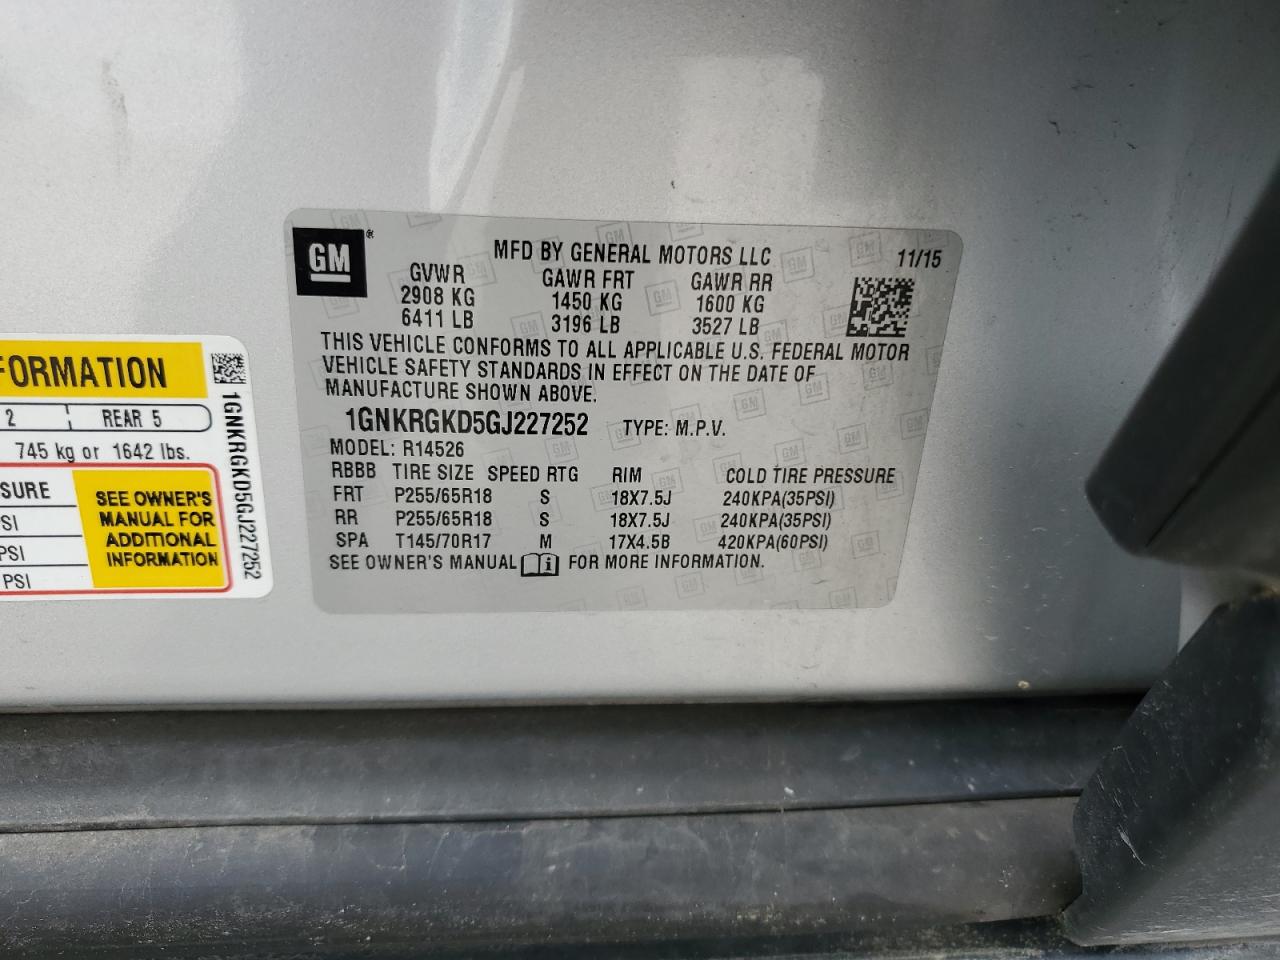 GM®
MFD BY GENERAL MOTORS LLC 11/15
GVWR GAWR FRT GAWR RR
2908 KG 1450 KG 1600 KG
6411 LB 3196 LB 3527 LB
THIS VEHICLE CONFORMS TO ALL APPLICABLE U.S. FEDERAL MOTOR
VEHICLE SAFETY STANDARDS IN EFFECT ON THE DATE OF
MANUFACTURE SHOWN ABOVE.
1GNKRGKD5GJ227252 TYPE: M.P.V.
MODEL: R14526
RBBB TIRE SIZE SPEED RTG RIM COLD TIRE PRESSURE
FRT P255/65R18 S 18X7.5J 240KPA(35PSI)
RR P255/65R18 S 18X7.5J 240KPA(35PSI)
SPA T145/70R17 M 17X4.5B 420KPA(60PSI)
SEE OWNER'S MANUAL i FOR MORE INFORMATION.
FORMATION
2 REAR 5
745 kg or 1642 lbs.
SURE
SI
PSI
PSI
SEE OWNER'S
MANUAL FOR
ADDITIONAL
INFORMATION
1GNKRGKD5GJ227252